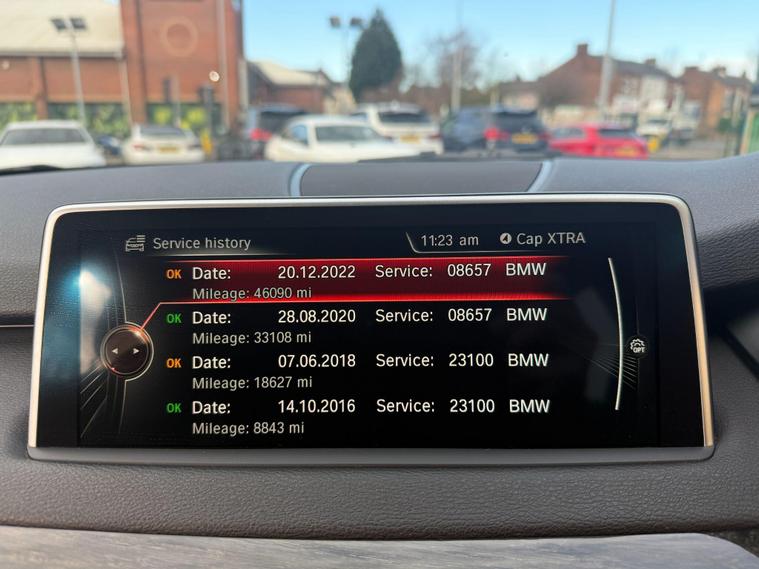 Service history
11:23 am
Cap XTRA
OK Date: 20.12.2022 Service: 08657 BMW
Mileage: 46090 mi
OK Date: 28.08.2020 Service: 08657 BMW
Mileage: 33108 mi
OK Date: 07.06.2018 Service: 23100 BMW
Mileage: 18627 mi
OK Date: 14.10.2016 Service: 23100 BMW
Mileage: 8843 mi
OPT